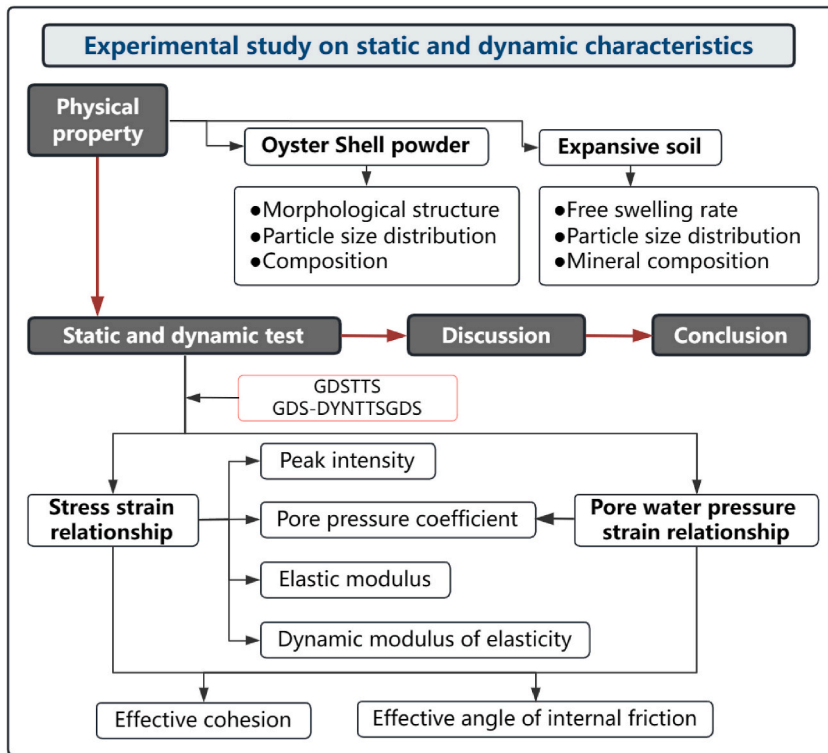 Experimental study on static and dynamic characteristics
Physical
property
Oyster Shell powder
Expansive soil
●Morphological structure
●Particle size distribution
●Composition
●Free swelling rate
●Particle size distribution
●Mineral composition
Static and dynamic test
Discussion
Conclusion
GDSTTS
GDS-DYNTTSGDS
Peak intensity
Stress strain
relationship
Pore pressure coefficient
Pore water pressure
strain relationship
Elastic modulus
Dynamic modulus of elasticity
Effective cohesion
Effective angle of internal friction